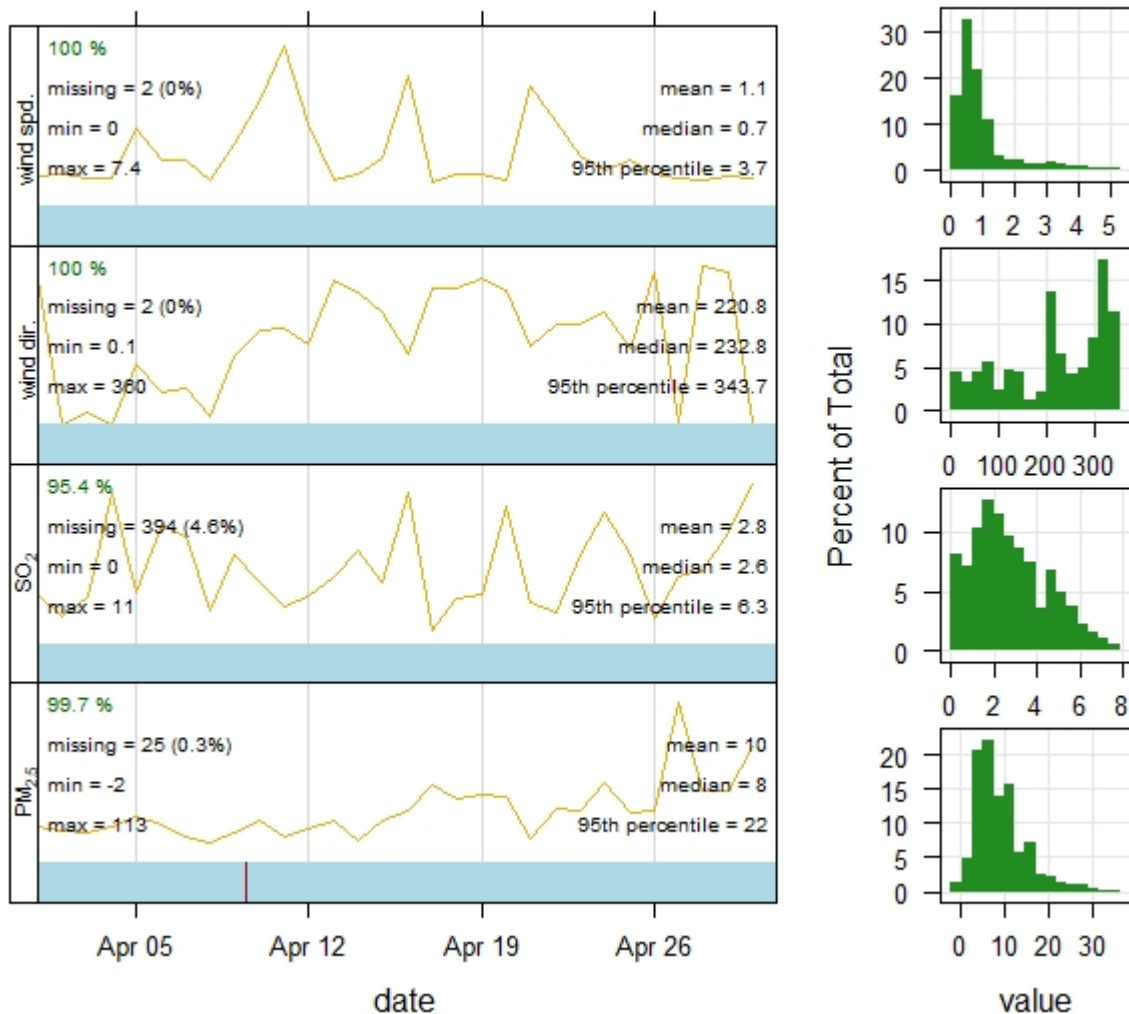 wind spd.
100 %
missing = 2 (0%)
min = 0
max = 7.4
mean = 1.1
median = 0.7
95th percentile = 3.7
wind dir.
100 %
missing = 2 (0%)
min = 0.1
max = 360
mean = 220.8
median = 232.8
95th percentile = 343.7
SO2
95.4 %
missing = 394 (4.6%)
min = 0
max = 11
mean = 2.8
median = 2.6
95th percentile = 6.3
PM2.5
99.7 %
missing = 25 (0.3%)
min = -2
max = 113
mean = 10
median = 8
95th percentile = 22
Apr 05 Apr 12 Apr 19 Apr 26
date
Percent of Total
30
20
10
0
0 1 2 3 4 5
15
10
5
0
0 100 200 300
10
5
0
0 2 4 6 8
20
15
10
5
0
0 10 20 30
value